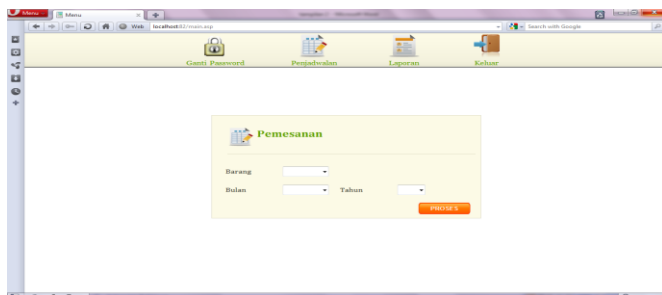 Menu
Menu
Web localhost:82/main.asp
Search with Google
Ganti Password Penjadwalan Laporan Keluar
Pemesanan
Barang
Bulan Tahun
PROSES